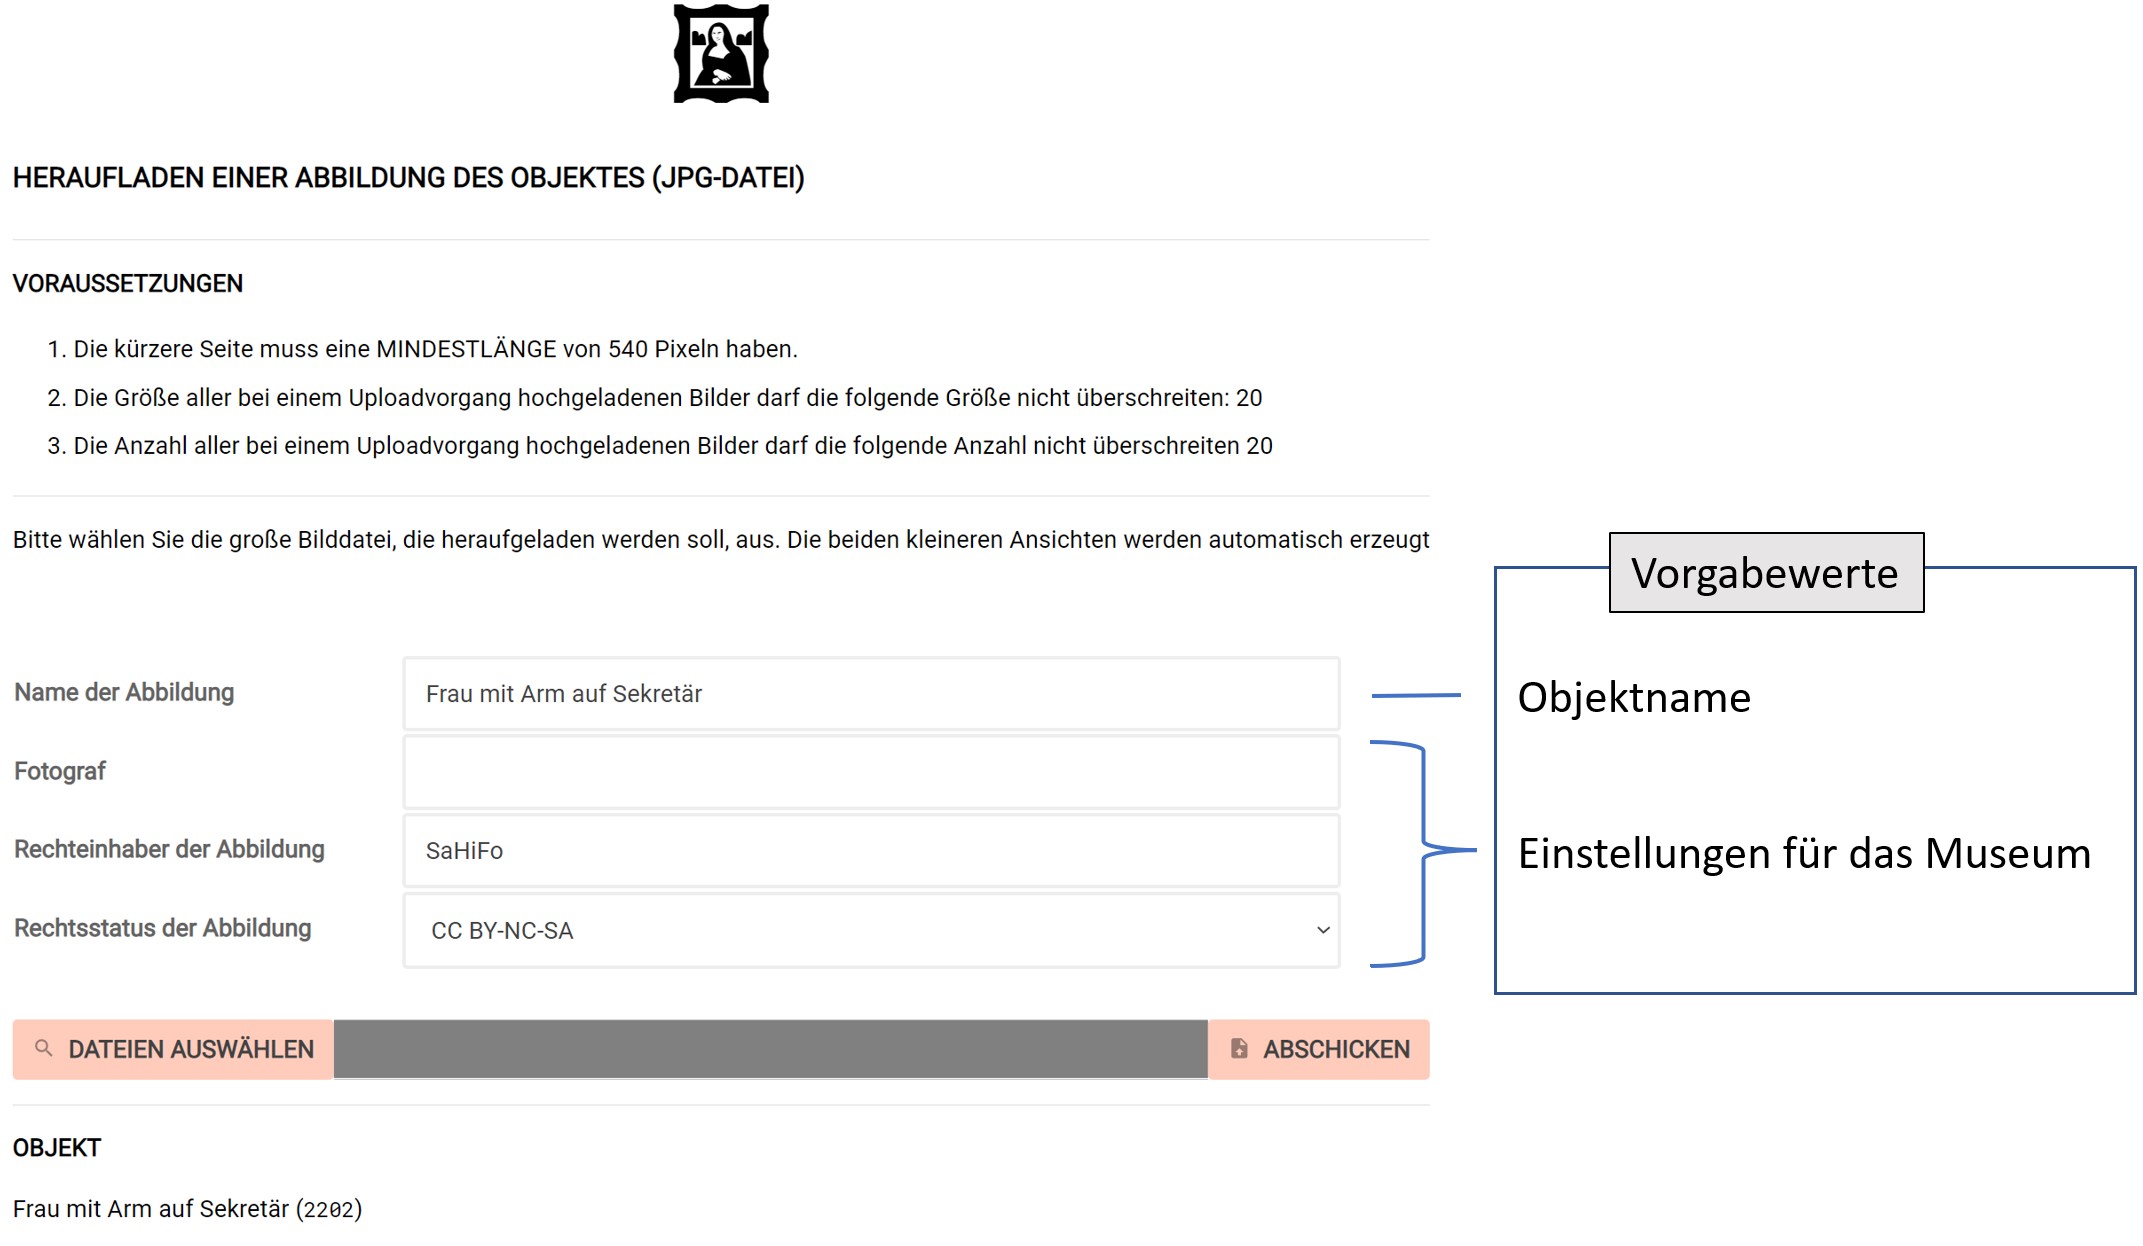 HERAUFLADEN EINER ABBILDUNG DES OBJEKTES (JPG-DATEI)
VORAUSSETZUNGEN
1. Die kürzere Seite muss eine MINDESTLÄNGE von 540 Pixeln haben.
2. Die Größe aller bei einem Uploadvorgang hochgeladenen Bilder darf die folgende Größe nicht überschreiten: 20
3. Die Anzahl aller bei einem Uploadvorgang hochgeladenen Bilder darf die folgende Anzahl nicht überschreiten 20
Bitte wählen Sie die große Bilddatei, die heraufgeladen werden soll, aus. Die beiden kleineren Ansichten werden automatisch erzeugt
Vorgabewerte
Name der Abbildung
Frau mit Arm auf Sekretär
Objektname
Fotograf
Rechteinhaber der Abbildung
SaHiFo
Einstellungen für das Museum
Rechtsstatus der Abbildung
CC BY-NC-SA
DATEIEN AUSWÄHLEN
ABSCHICKEN
OBJEKT
Frau mit Arm auf Sekretär (2202)